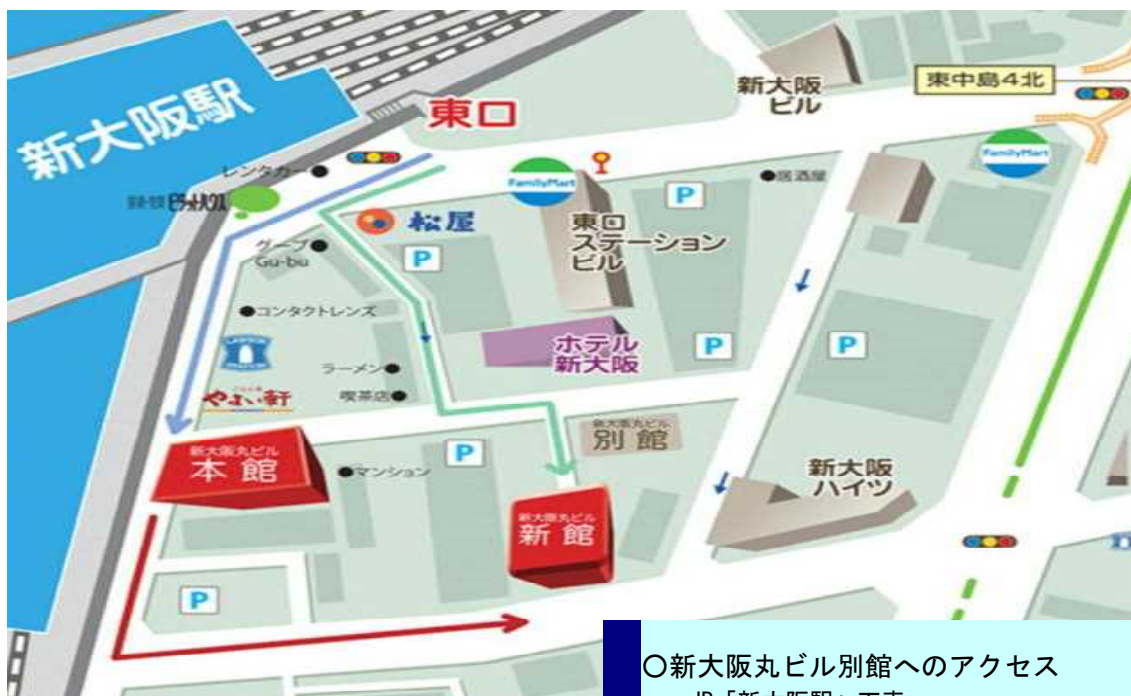 新大阪駅
東口
新大阪
ビル
東中島4北
レンタカー
FamilyMart
FamilyMart
居酒屋
松屋
東口
ステーション
ビル
グーブ
Gu-bu
P
P
コンタクトレンズ
LAWSON
ホテル
新大阪
P
P
ラーメン
喫茶店
やよい軒
新大阪丸ビル
別館
新大阪丸ビル
本館
P
マンション
新大阪
ハイツ
新大阪丸ビル
新館
P
〇新大阪丸ビル別館へのアクセス